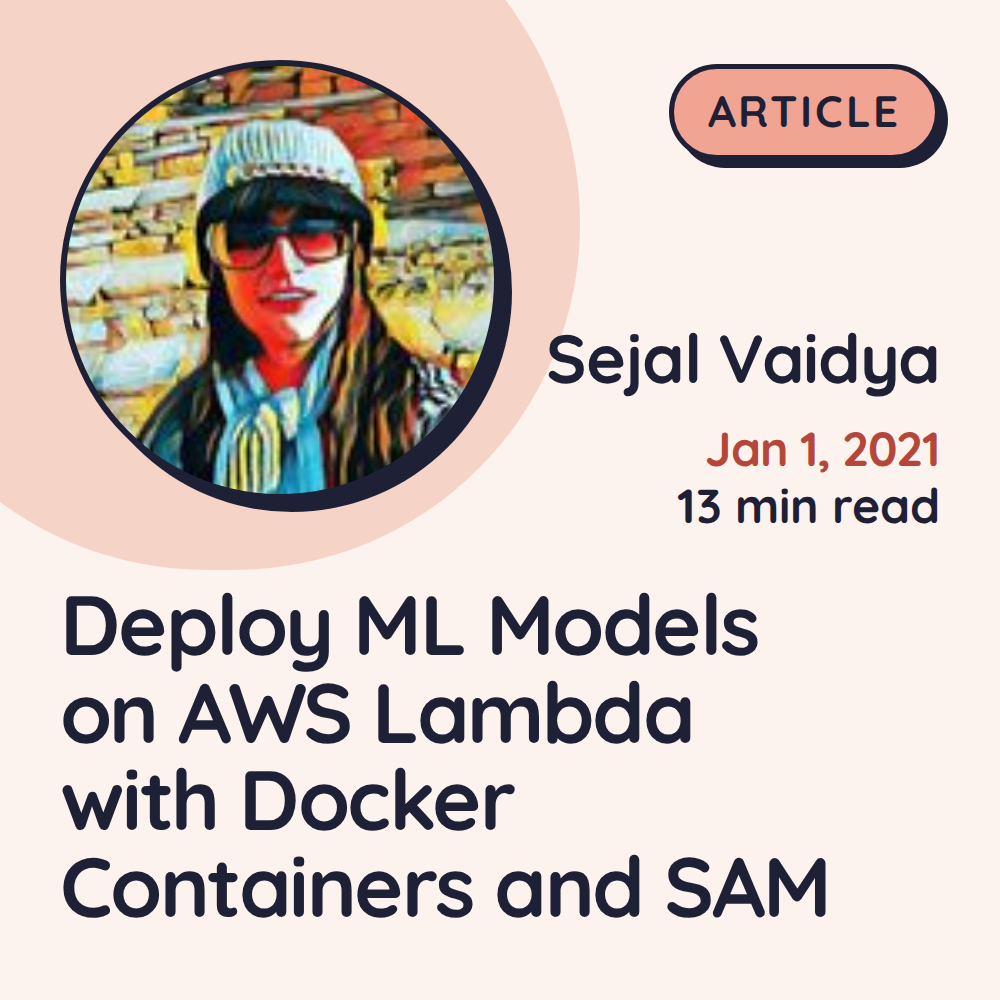 ARTICLE
Sejal Vaidya
Jan 1, 2021
13 min read
Deploy ML Models
on AWS Lambda
with Docker
Containers and SAM